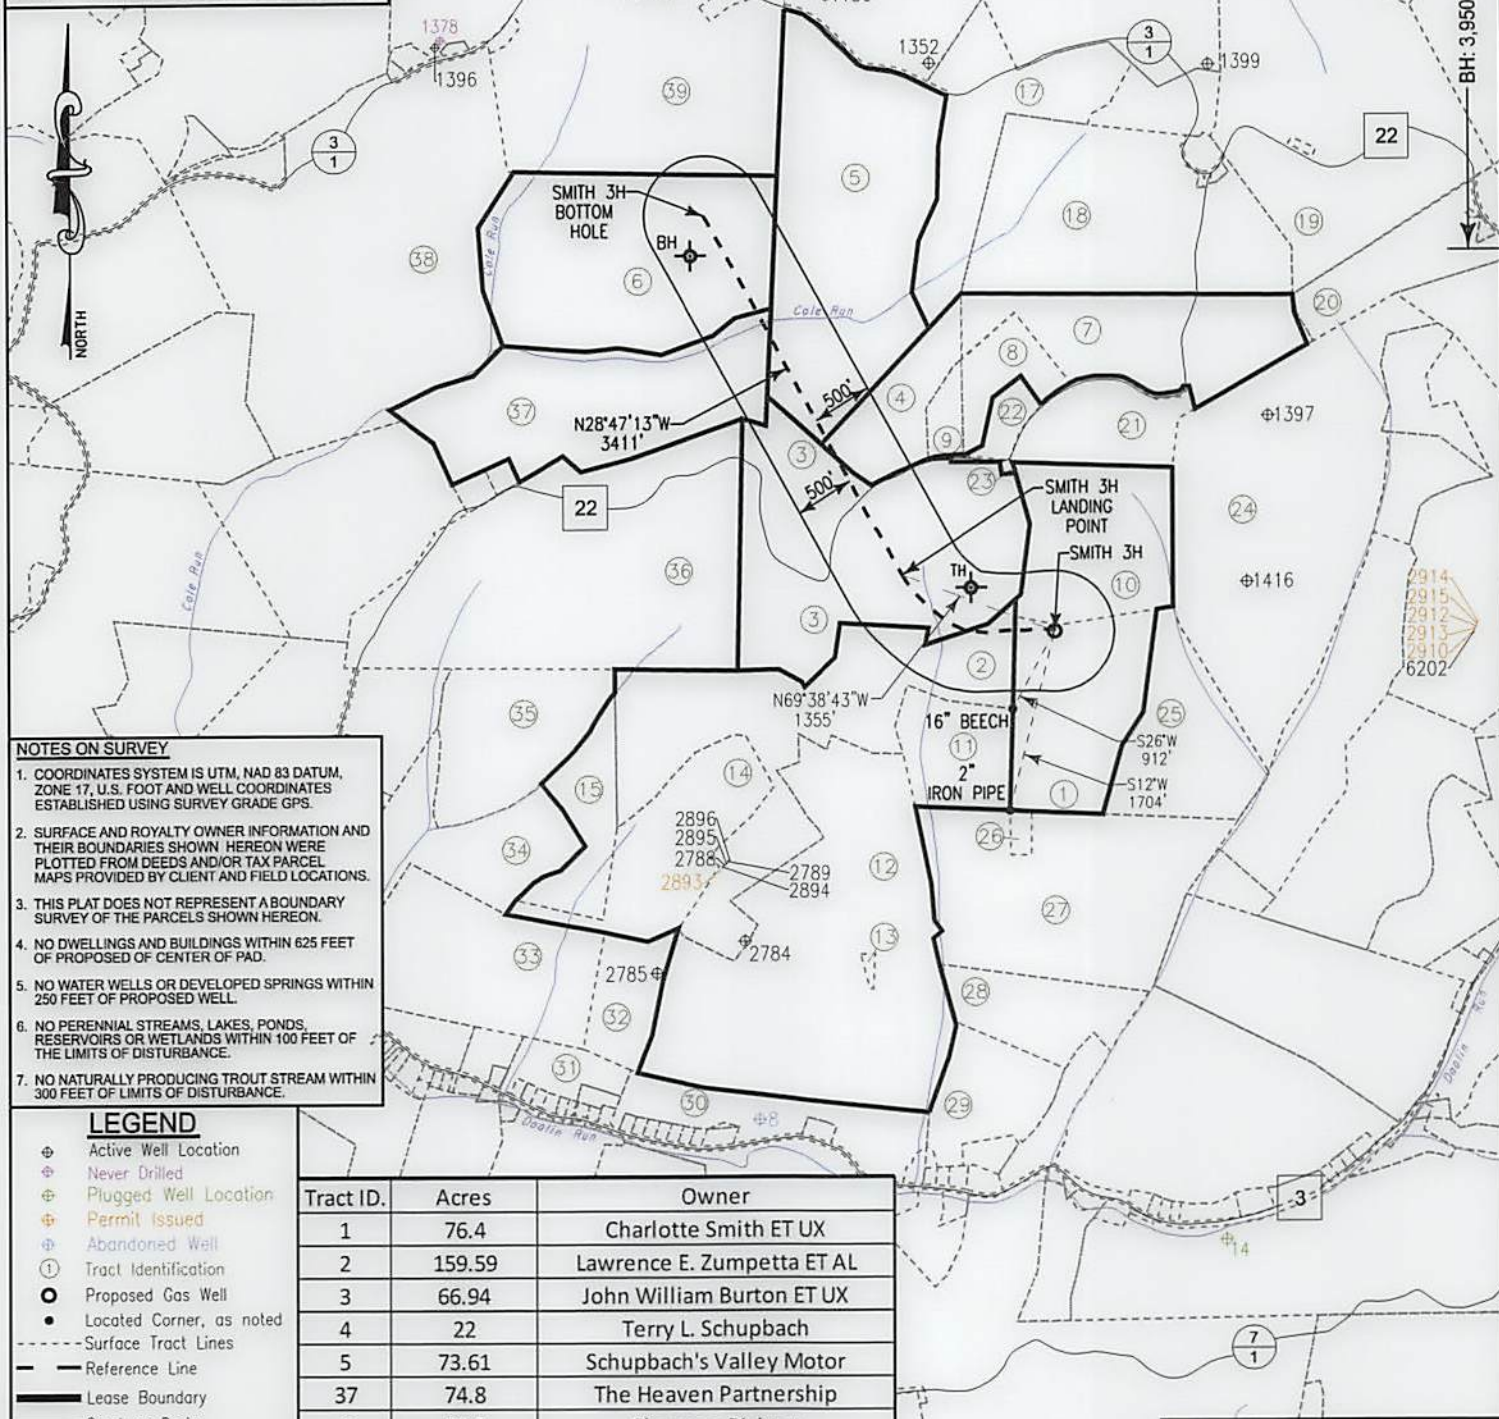 1378
1396
1352
1399
3
1
BH: 3,950
39
17
22
3
1
5
SMITH 3H
BOTTOM
HOLE
18
19
38
BH
6
Cole Run
NORTH
Cole Run
20
7
8
37
500'
4
22
21
1397
N28°47'13"W
3411'
9
3
23
500'
22
SMITH 3H
LANDING
POINT
24
SMITH 3H
Cole Run
36
TH
10
1416
2914
2915
2912
2913
2910
6202
3
2
N69°38'43"W
1355'
35
16" BEECH
25
S26°W
912'
11
2"
IRON PIPE
S12°W
1704'
1
14
15
26
2896
2895
2788
2893
2789
2894
34
12
27
13
2784
33
2785
28
32
31
30
29
8
Daolin Run
Daolin Run
3
14
7
1
NOTES ON SURVEY
1. COORDINATES SYSTEM IS UTM, NAD 83 DATUM,
ZONE 17, U.S. FOOT AND WELL COORDINATES
ESTABLISHED USING SURVEY GRADE GPS.
2. SURFACE AND ROYALTY OWNER INFORMATION AND
THEIR BOUNDARIES SHOWN HEREON WERE
PLOTTED FROM DEEDS AND/OR TAX PARCEL
MAPS PROVIDED BY CLIENT AND FIELD LOCATIONS.
3. THIS PLAT DOES NOT REPRESENT A BOUNDARY
SURVEY OF THE PARCELS SHOWN HEREON.
4. NO DWELLINGS AND BUILDINGS WITHIN 625 FEET
OF PROPOSED OF CENTER OF PAD.
5. NO WATER WELLS OR DEVELOPED SPRINGS WITHIN
250 FEET OF PROPOSED WELL.
6. NO PERENNIAL STREAMS, LAKES, PONDS,
RESERVOIRS OR WETLANDS WITHIN 100 FEET OF
THE LIMITS OF DISTURBANCE.
7. NO NATURALLY PRODUCING TROUT STREAM WITHIN
300 FEET OF LIMITS OF DISTURBANCE.
LEGEND
Active Well Location
Never Drilled
Plugged Well Location
Permit Issued
Abandoned Well
1 Tract Identification
Proposed Gas Well
Located Corner, as noted
Surface Tract Lines
Reference Line
Lease Boundary
Tract ID. Acres Owner
1 76.4 Charlotte Smith ET UX
2 159.59 Lawrence E. Zumpetta ET AL
3 66.94 John William Burton ET UX
4 22 Terry L. Schupbach
5 73.61 Schupbach's Valley Motor
37 74.8 The Heaven Partnership